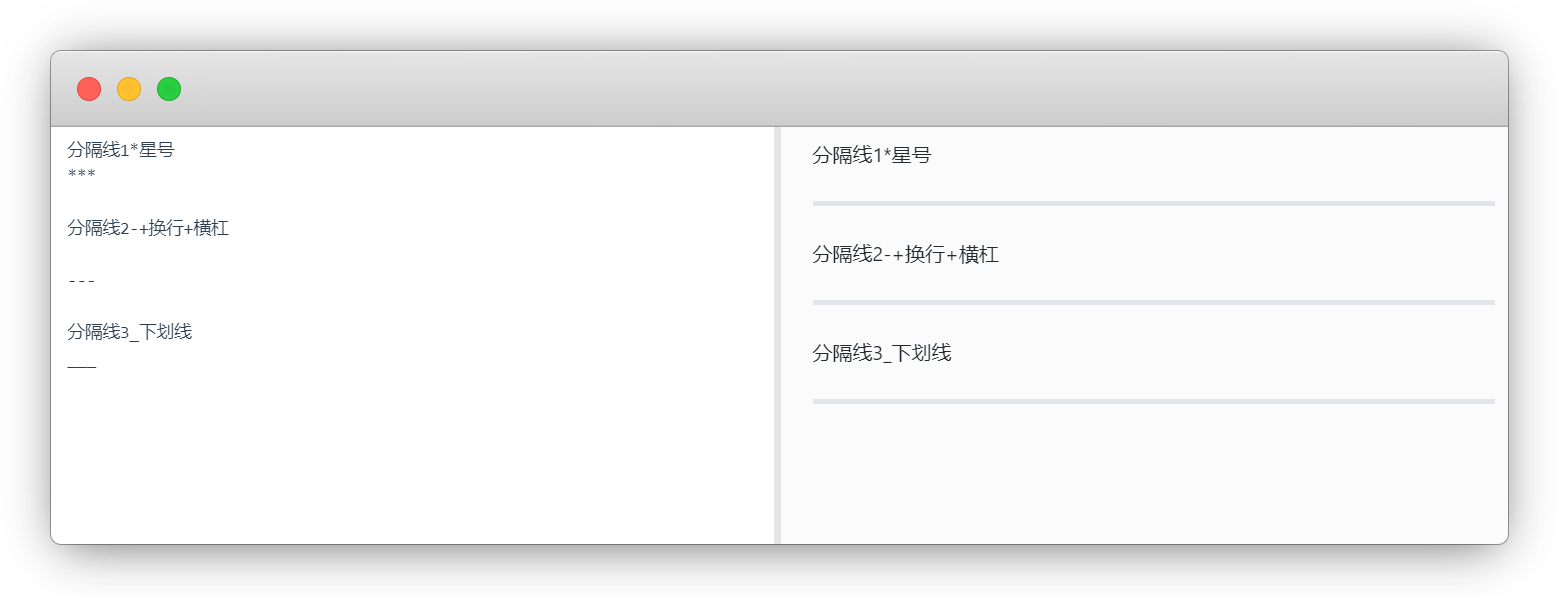 分隔线1*星号
***
分隔线2-+换行+横杠
---
分隔线3_下划线
___
分隔线1*星号
分隔线2-+换行+横杠
分隔线3_下划线